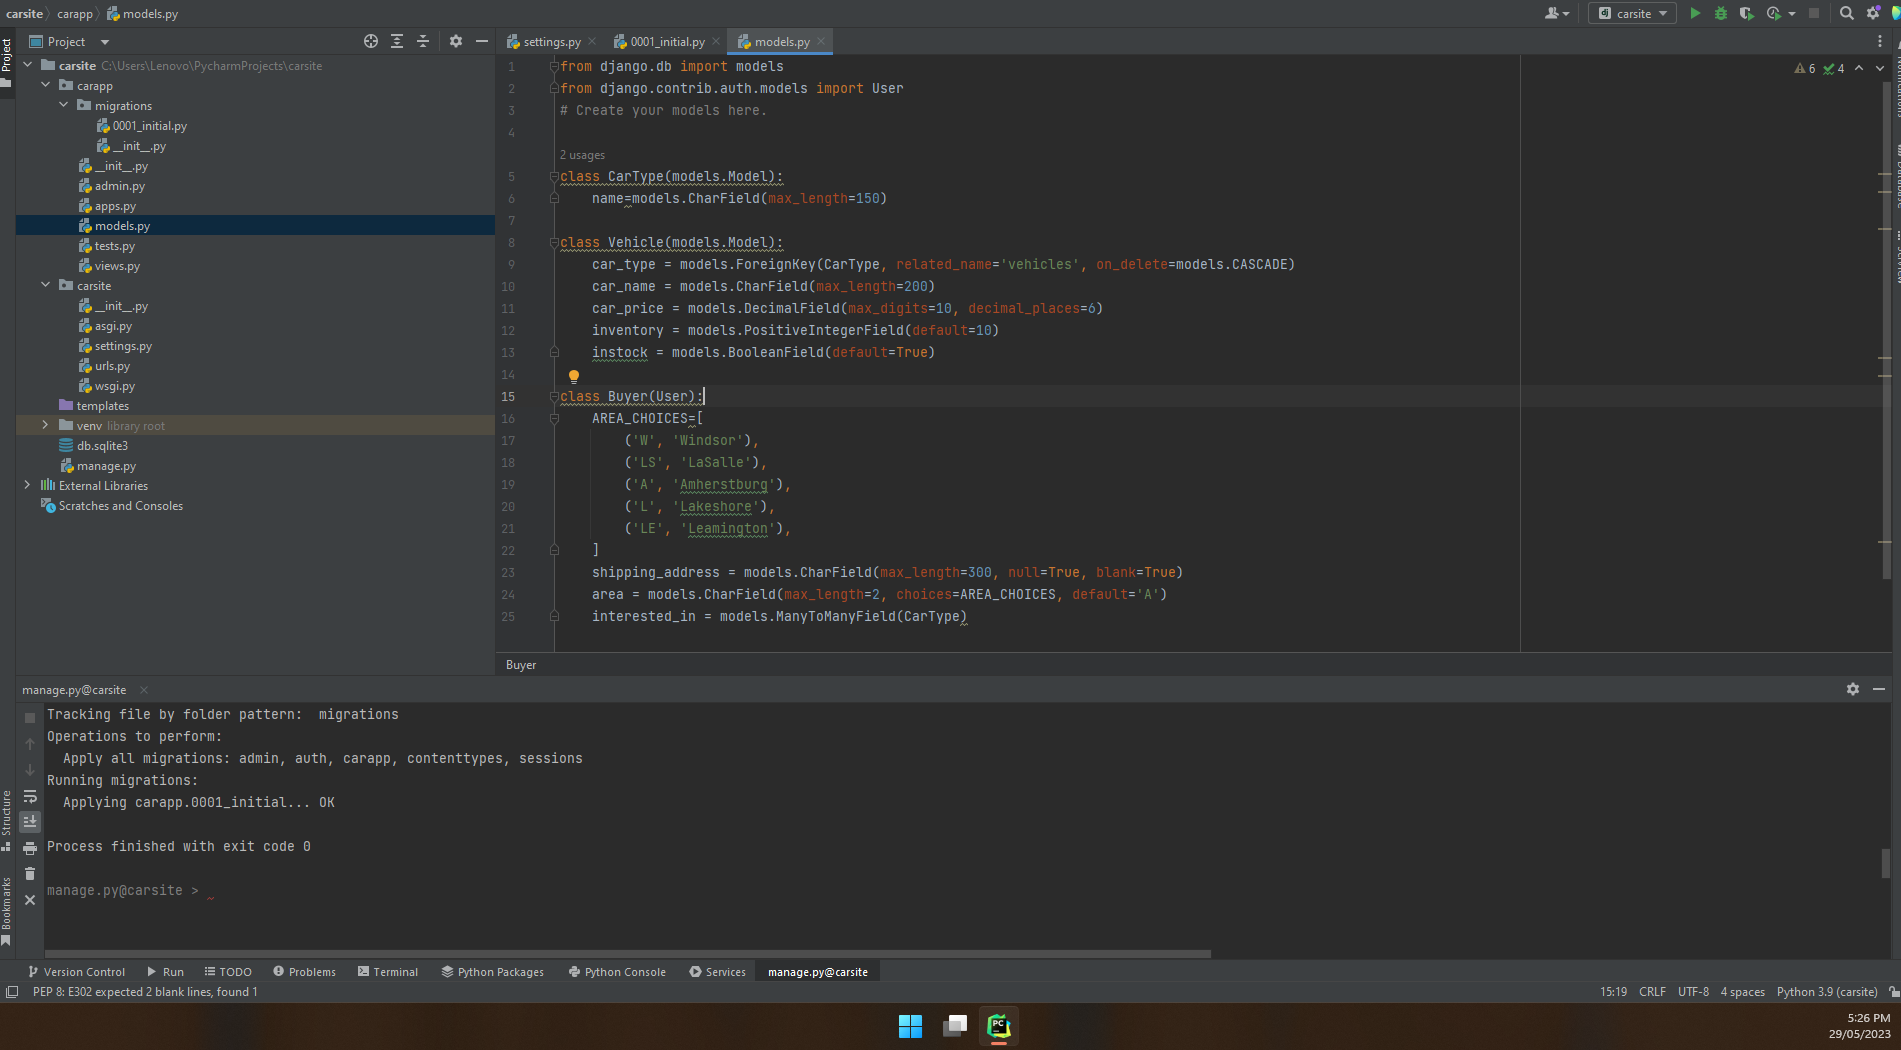 carsite carapp models.py
carsite
Project
settings.py 0001_initial.py models.py
Project
carsite C:\Users\Lenovo\PycharmProjects\carsite
carapp
migrations
0001_initial.py
__init__.py
__init__.py
admin.py
apps.py
models.py
tests.py
views.py
carsite
__init__.py
asgi.py
settings.py
urls.py
wsgi.py
templates
venv library root
db.sqlite3
manage.py
External Libraries
Scratches and Consoles
6 4
1 from django.db import models
2 from django.contrib.auth.models import User
3 # Create your models here.
4
2 usages
5 class CarType(models.Model):
6 name=models.CharField(max_length=150)
7
8 class Vehicle(models.Model):
9 car_type = models.ForeignKey(CarType, related_name='vehicles', on_delete=models.CASCADE)
10 car_name = models.CharField(max_length=200)
11 car_price = models.DecimalField(max_digits=10, decimal_places=6)
12 inventory = models.PositiveIntegerField(default=10)
13 instock = models.BooleanField(default=True)
14
15 class Buyer(User):
16 AREA_CHOICES=[
17 ('W', 'Windsor'),
18 ('LS', 'LaSalle'),
19 ('A', 'Amherstburg'),
20 ('L', 'Lakeshore'),
21 ('LE', 'Leamington'),
22 ]
23 shipping_address = models.CharField(max_length=300, null=True, blank=True)
24 area = models.CharField(max_length=2, choices=AREA_CHOICES, default='A')
25 interested_in = models.ManyToManyField(CarType)
Buyer
manage.py@carsite
Tracking file by folder pattern:  migrations
Operations to perform:
Apply all migrations: admin, auth, carapp, contenttypes, sessions
Running migrations:
Applying carapp.0001_initial... OK
Process finished with exit code 0
manage.py@carsite >
Structure
Bookmarks
Version Control Run TODO Problems Terminal Python Packages Python Console Services manage.py@carsite
PEP 8: E302 expected 2 blank lines, found 1
15:19 CRLF UTF-8 4 spaces Python 3.9 (carsite)
PC
5:26 PM
29/05/2023